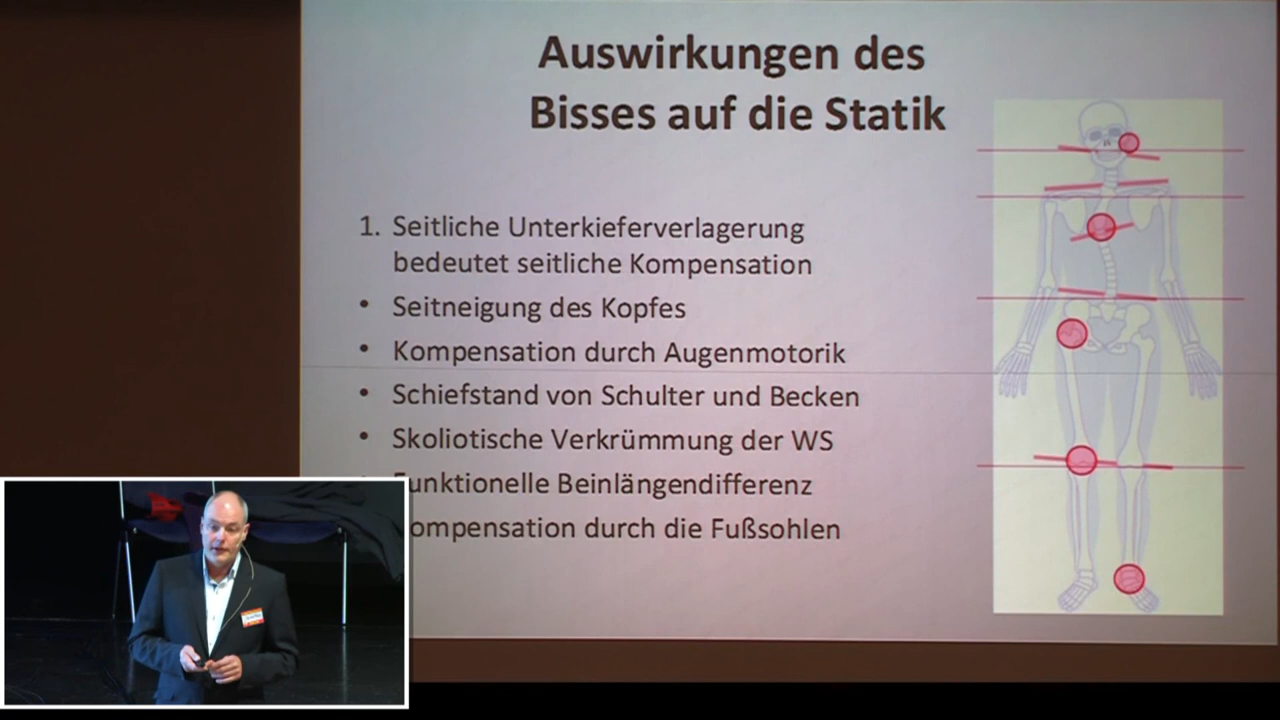 Auswirkungen des
Bisses auf die Statik
1. Seitliche Unterkieferverlagerung
bedeutet seitliche Kompensation
• Seitneigung des Kopfes
• Kompensation durch Augenmotorik
• Schiefstand von Schulter und Becken
• Skoliotische Verkrümmung der WS
unktionelle Beinlängendifferenz
ompensation durch die Fußsohlen